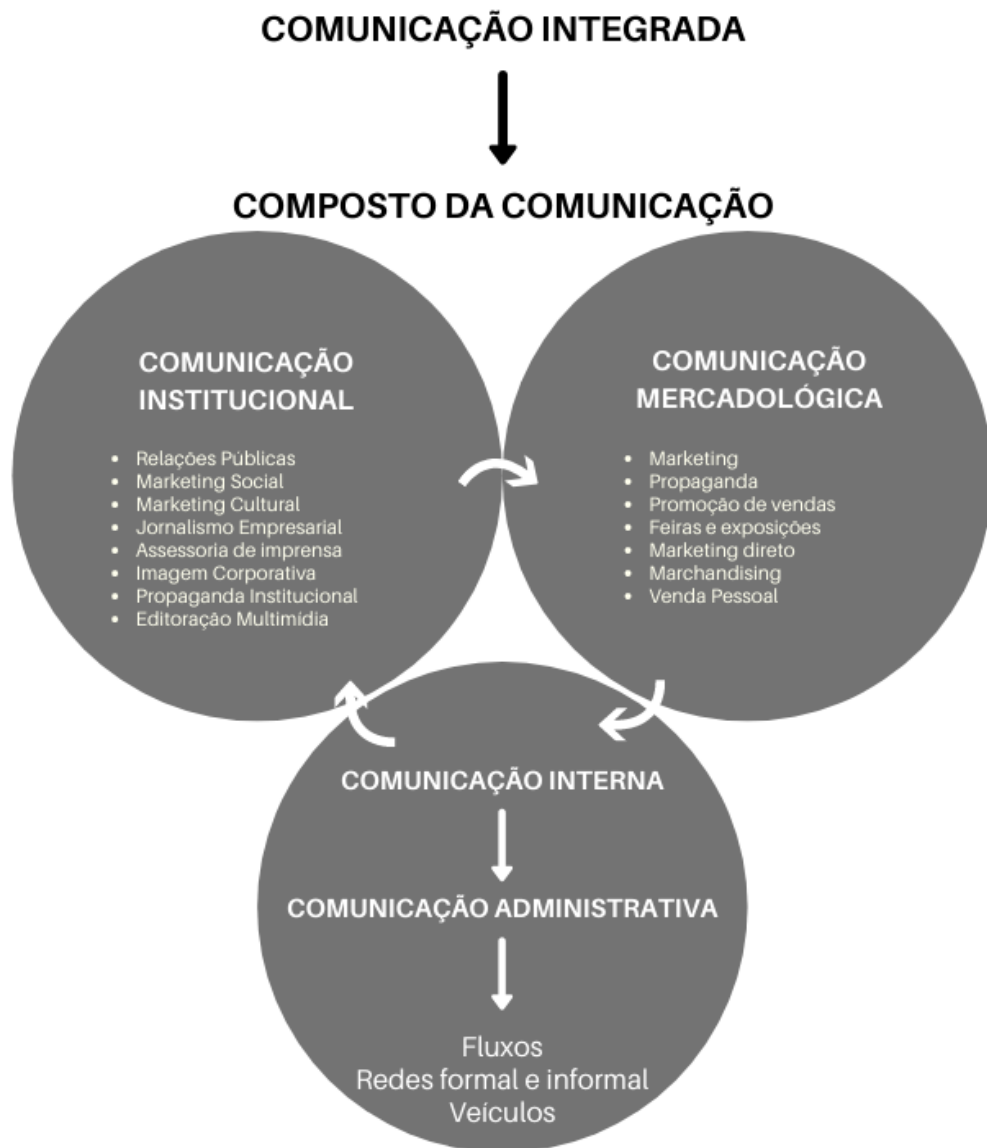 COMUNICAÇÃO INTEGRADA
COMPOSTO DA COMUNICAÇÃO
COMUNICAÇÃO
INSTITUCIONAL
• Relações Públicas
• Marketing Social
• Marketing Cultural
• Jornalismo Empresarial
• Assessoria de imprensa
• Imagem Corporativa
• Propaganda Institucional
• Editoração Multimídia
COMUNICAÇÃO
MERCADOLÓGICA
• Marketing
• Propaganda
• Promoção de vendas
• Feiras e exposições
• Marketing direto
• Marchandising
• Venda Pessoal
COMUNICAÇÃO INTERNA
COMUNICAÇÃO ADMINISTRATIVA
Fluxos
Redes formal e informal
Veículos